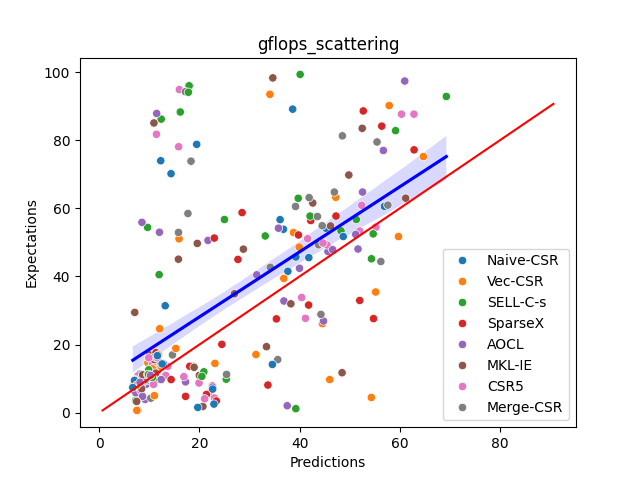 gflops_scattering
Expectations
100
80
60
40
20
0
0
20
40
60
80
Predictions
Naive-CSR
Vec-CSR
SELL-C-s
SparseX
AOCL
MKL-IE
CSR5
Merge-CSR